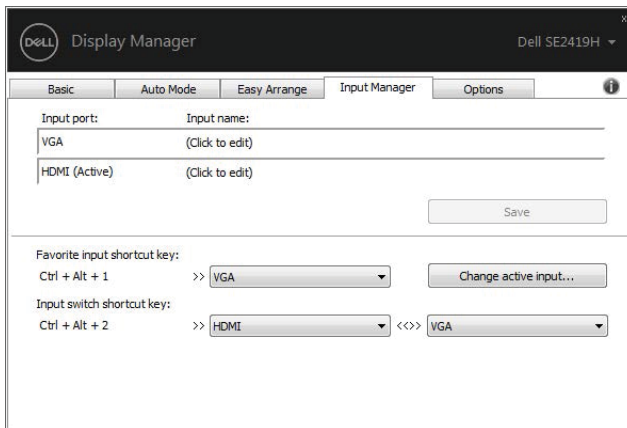 x
DELL Display Manager Dell SE2419H
Basic Auto Mode Easy Arrange Input Manager Options i
Input port: Input name:
VGA (Click to edit)
HDMI (Active) (Click to edit)
Save
Favorite input shortcut key:
Ctrl + Alt + 1 >> VGA Change active input...
Input switch shortcut key:
Ctrl + Alt + 2 >> HDMI <<>> VGA